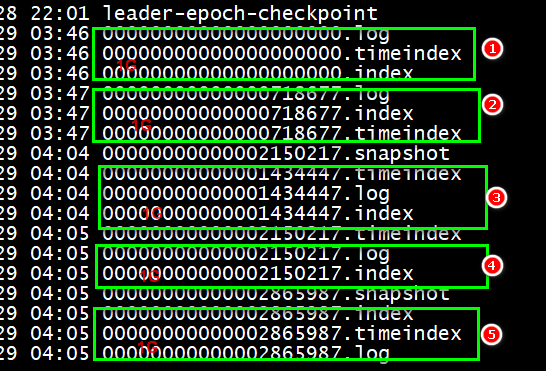 28 22:01 leader-epoch-checkpoint
29 03:46 00000000000000000000.log
29 03:46 00000000000000000000.timeindex
1
1G
29 03:46 00000000000000000000.index
29 03:47 00000000000000718677.log
2
29 03:47 00000000000000718677.index
1G
29 03:47 00000000000000718677.timeindex
29 04:04 00000000000002150217.snapshot
29 04:04 00000000000001434447.timeindex
29 04:04 00000000000001434447.log
3
29 04:04 00000000000001434447.index
1G
29 04:05 00000000000002150217.timeindex
29 04:05 00000000000002150217.log
4
29 04:05 00000000000002150217.index
1G
29 04:05 00000000000002865987.snapshot
29 04:05 00000000000002865987.index
29 04:05 00000000000002865987.timeindex
5
1G
29 04:05 00000000000002865987.log